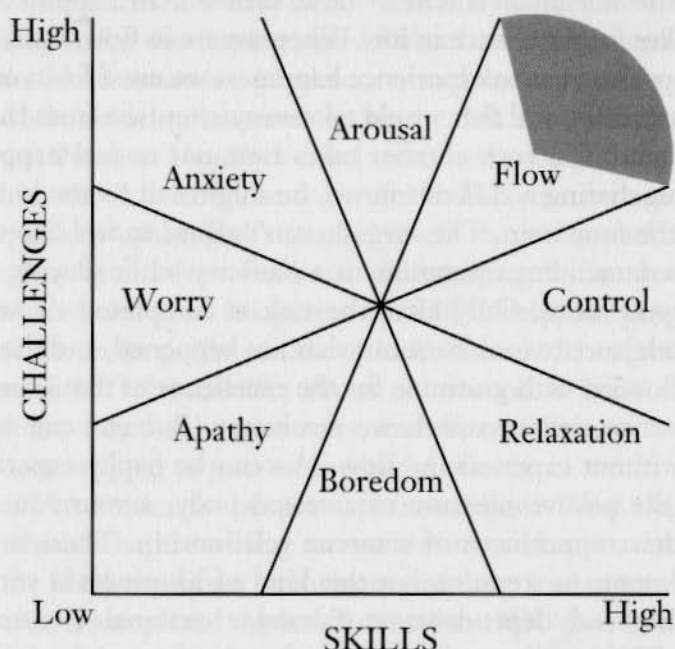 High
Arousal
Anxiety
Flow
CHALLENGES
Worry
Control
Apathy
Relaxation
Boredom
Low
High
SKILLS